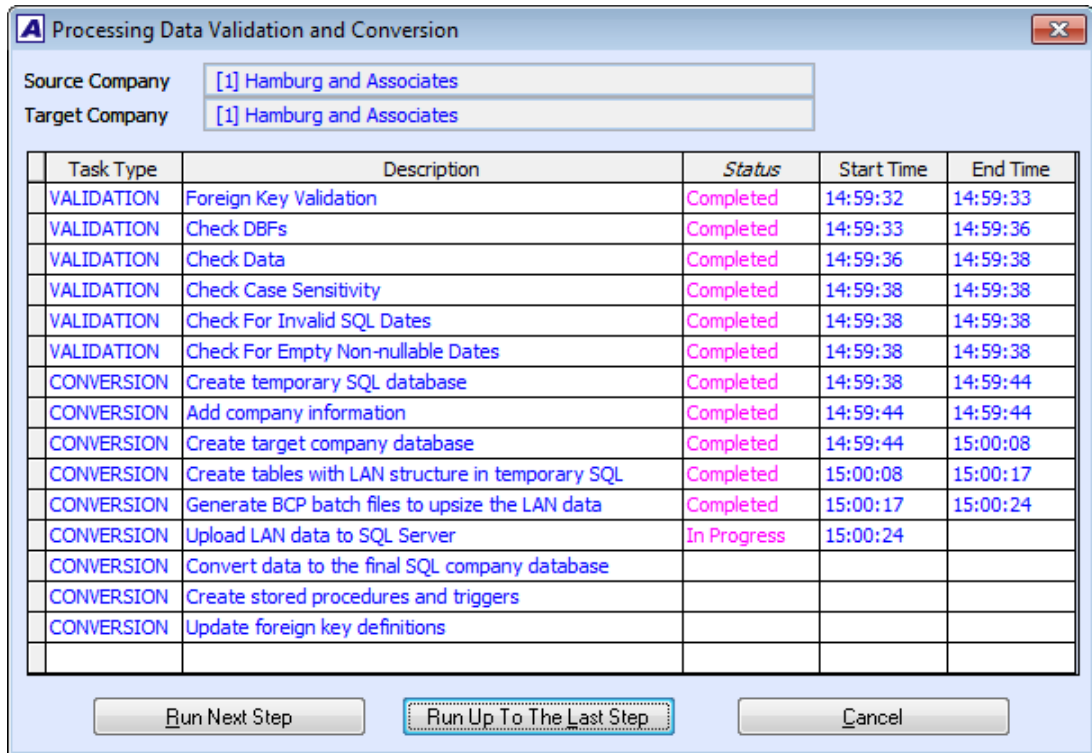 A Processing Data Validation and Conversion
Source Company [1] Hamburg and Associates
Target Company [1] Hamburg and Associates
Task Type Description Status Start Time End Time
VALIDATION Foreign Key Validation Completed 14:59:32 14:59:33
VALIDATION Check DBFs Completed 14:59:33 14:59:36
VALIDATION Check Data Completed 14:59:36 14:59:38
VALIDATION Check Case Sensitivity Completed 14:59:38 14:59:38
VALIDATION Check For Invalid SQL Dates Completed 14:59:38 14:59:38
VALIDATION Check For Empty Non-nullable Dates Completed 14:59:38 14:59:38
CONVERSION Create temporary SQL database Completed 14:59:38 14:59:44
CONVERSION Add company information Completed 14:59:44 14:59:44
CONVERSION Create target company database Completed 14:59:44 15:00:08
CONVERSION Create tables with LAN structure in temporary SQL Completed 15:00:08 15:00:17
CONVERSION Generate BCP batch files to upsize the LAN data Completed 15:00:17 15:00:24
CONVERSION Upload LAN data to SQL Server In Progress 15:00:24
CONVERSION Convert data to the final SQL company database
CONVERSION Create stored procedures and triggers
CONVERSION Update foreign key definitions
Run Next Step Run Up To The Last Step Cancel